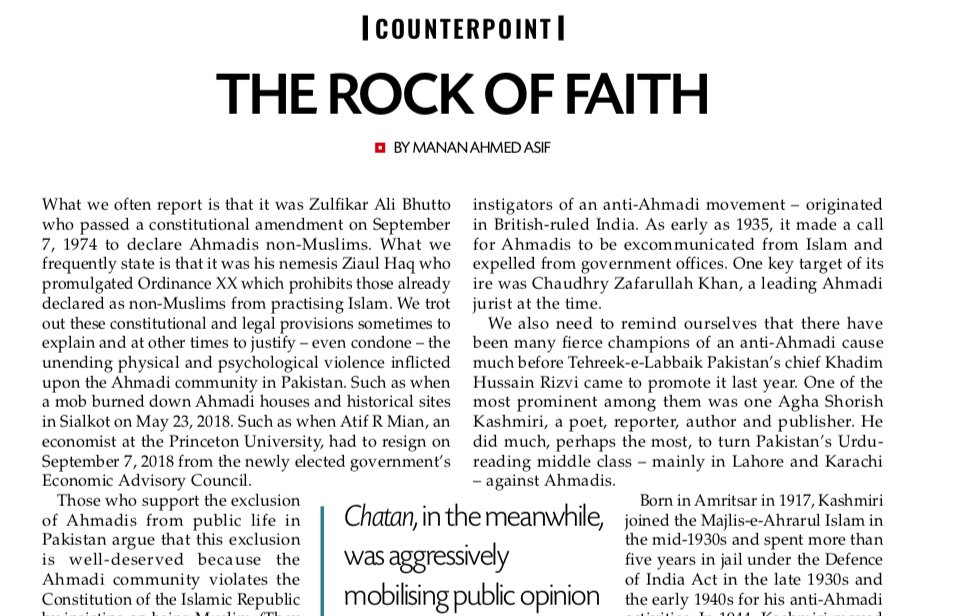 COUNTERPOINT
THE ROCK OF FAITH
BY MANAN AHMED ASIF
What we often report is that it was Zulfikar Ali Bhutto
who passed a constitutional amendment on September
7, 1974 to declare Ahmadis non-Muslims. What we
frequently state is that it was his nemesis Ziaul Haq who
promulgated Ordinance XX which prohibits those already
declared as non-Muslims from practising Islam. We trot
out these constitutional and legal provisions sometimes to
explain and at other times to justify – even condone – the
unending physical and psychological violence inflicted
upon the Ahmadi community in Pakistan. Such as when
a mob burned down Ahmadi houses and historical sites
in Sialkot on May 23, 2018. Such as when Atif R Mian, an
economist at the Princeton University, had to resign on
September 7, 2018 from the newly elected government's
Economic Advisory Council.
Those who support the exclusion
of Ahmadis from public life in
Pakistan argue that this exclusion
is well-deserved because the
Ahmadi community violates the
Constitution of the Islamic Republic
Chatan, in the meanwhile,
was aggressively
mobilising public opinion
instigators of an anti-Ahmadi movement – originated
in British-ruled India. As early as 1935, it made a call
for Ahmadis to be excommunicated from Islam and
expelled from government offices. One key target of its
ire was Chaudhry Zafarullah Khan, a leading Ahmadi
jurist at the time.
We also need to remind ourselves that there have
been many fierce champions of an anti-Ahmadi cause
much before Tehreek-e-Labbaik Pakistan's chief Khadim
Hussain Rizvi came to promote it last year. One of the
most prominent among them was one Agha Shorish
Kashmiri, a poet, reporter, author and publisher. He
did much, perhaps the most, to turn Pakistan's Urdu-
reading middle class – mainly in Lahore and Karachi
– against Ahmadis.
Born in Amritsar in 1917, Kashmiri
joined the Majlis-e-Ahrarul Islam in
the mid-1930s and spent more than
five years in jail under the Defence
of India Act in the late 1930s and
the early 1940s for his anti-Ahmadi